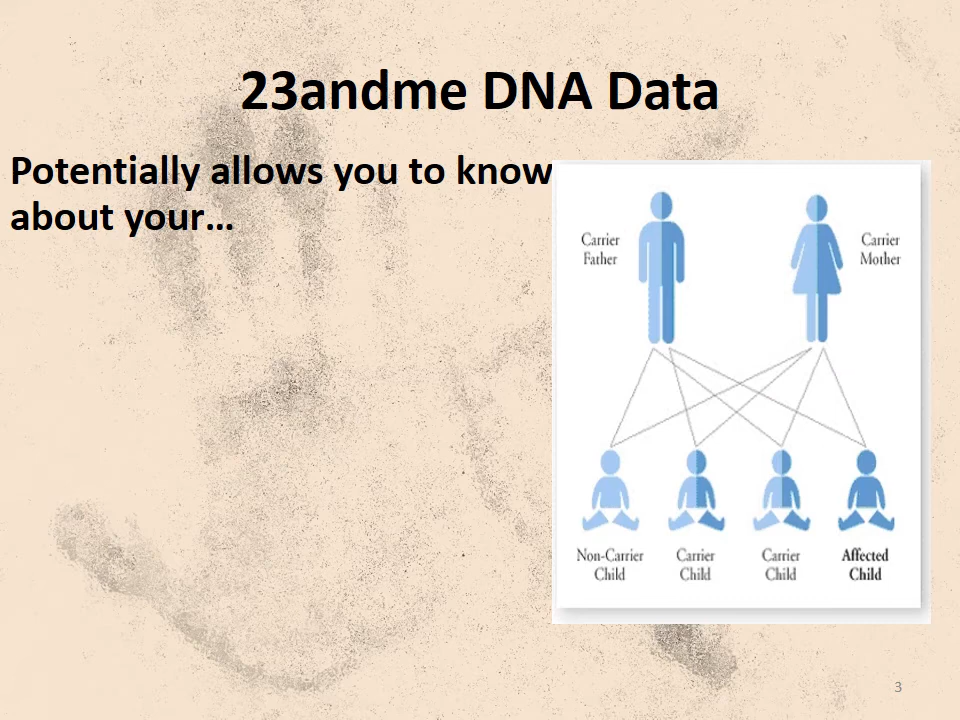 23andme DNA Data
Potentially allows you to know
about your…
Carrier
Father
Carrier
Mother
Non-Carrier
Child
Carrier
Child
Carrier
Child
Affected
Child
3